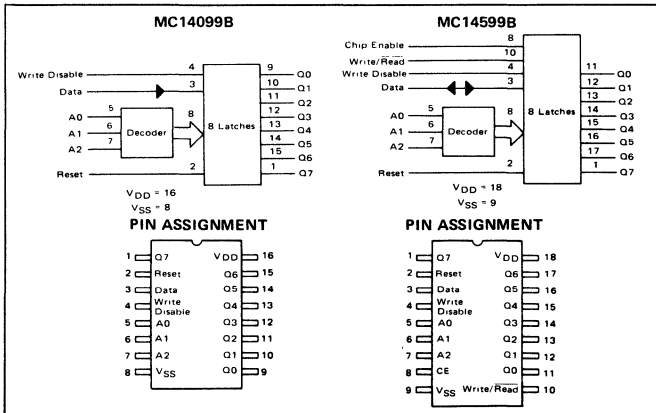 MC14099B
Write Disable 4
Data 3
A0 5
A1 6
A2 7
Decoder
8
8 Latches
Reset 2
9 Q0
10 Q1
11 Q2
12 Q3
13 Q4
14 Q5
15 Q6
1 Q7
VDD = 16
VSS = 8
PIN ASSIGNMENT
1 Q7 VDD 16
2 Reset Q6 15
3 Data Q5 14
4 Write Disable Q4 13
5 A0 Q3 12
6 A1 Q2 11
7 A2 Q1 10
8 VSS Q0 9
MC14599B
Chip Enable 8
Write/Read 10
Write Disable 4
Data 3
A0 5
A1 6
A2 7
Decoder
8
8 Latches
Reset 2
11 Q0
12 Q1
13 Q2
14 Q3
15 Q4
16 Q5
17 Q6
1 Q7
VDD = 18
VSS = 9
PIN ASSIGNMENT
1 Q7 VDD 18
2 Reset Q6 17
3 Data Q5 16
4 Write Disable Q4 15
5 A0 Q3 14
6 A1 Q2 13
7 A2 Q1 12
8 CE Q0 11
9 VSS Write/Read 10